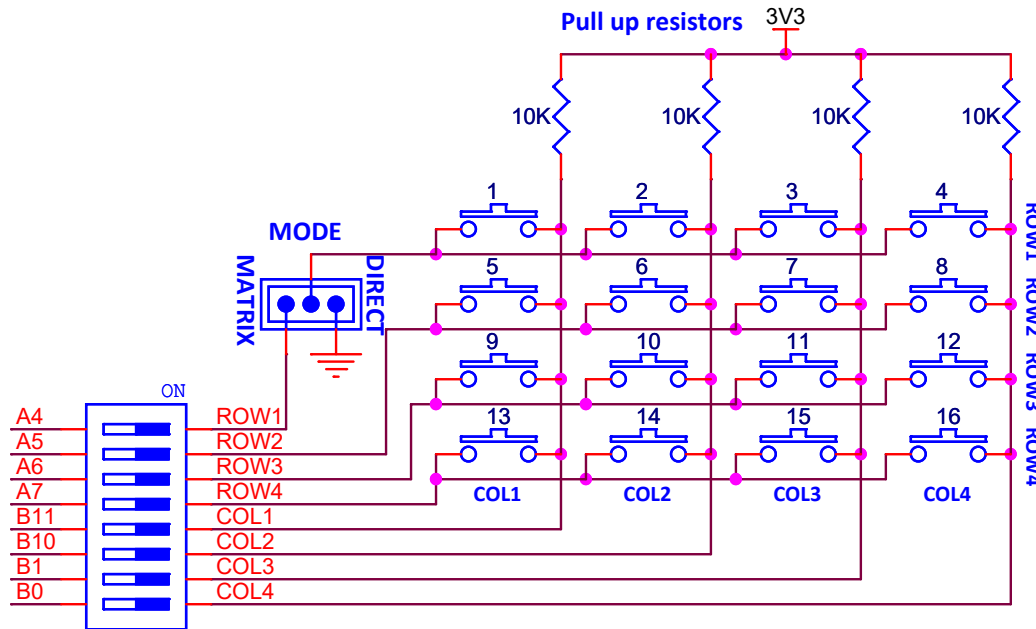 Pull up resistors
3V3
10K 10K 10K 10K
1 2 3 4
ROW1
MODE
MATRIX
DIRECT
5 6 7 8
ROW2
9 10 11 12
ROW3
ON
13 14 15 16
ROW4
COL1 COL2 COL3 COL4
A4 ROW1
A5 ROW2
A6 ROW3
A7 ROW4
B11 COL1
B10 COL2
B1 COL3
B0 COL4